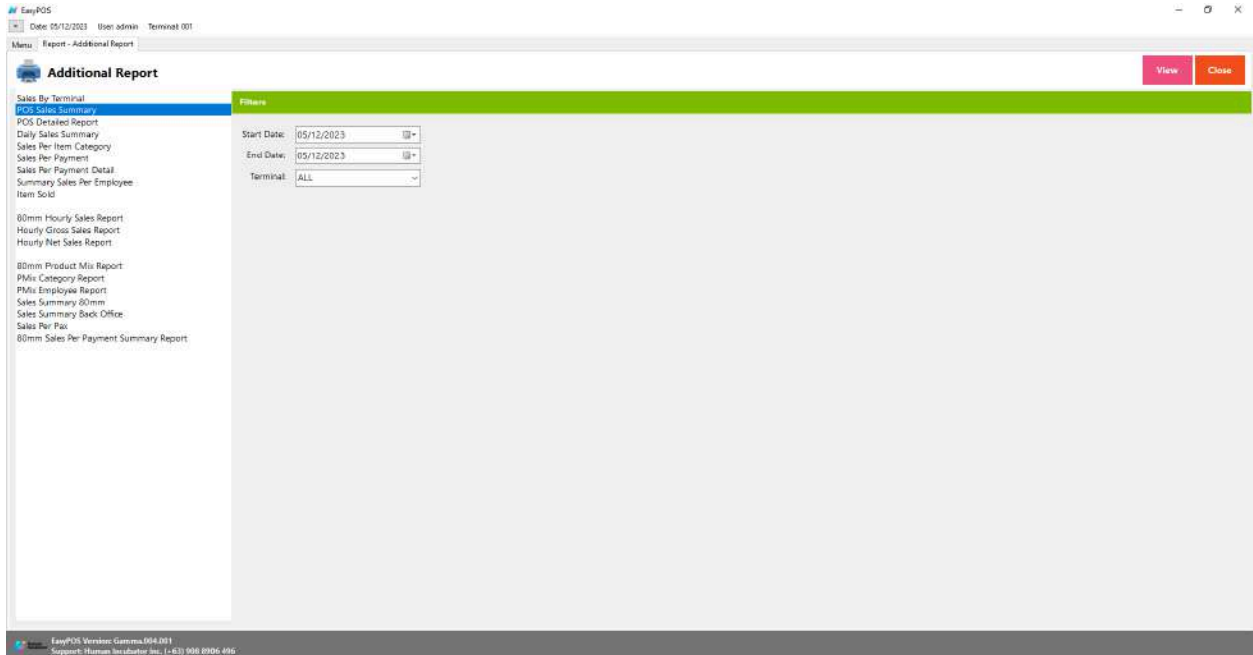 EasyPOS
Date: 05/12/2023 User: admin Terminal: 001
Menu Report - Additional Report
Additional Report
View Close
Sales By Terminal
POS Sales Summary
POS Detailed Report
Daily Sales Summary
Sales Per Item Category
Sales Per Payment
Sales Per Payment Detail
Summary Sales Per Employee
Item Sold
80mm Hourly Sales Report
Hourly Gross Sales Report
Hourly Net Sales Report
80mm Product Mix Report
PMix Category Report
PMix Employee Report
Sales Summary 80mm
Sales Summary Back Office
Sales Per Pax
80mm Sales Per Payment Summary Report
Filters
Start Date: 05/12/2023
End Date: 05/12/2023
Terminal: ALL
EasyPOS Version: Gamma.004.001
Support: Human Incubator Inc. (+63) 908 8906 496